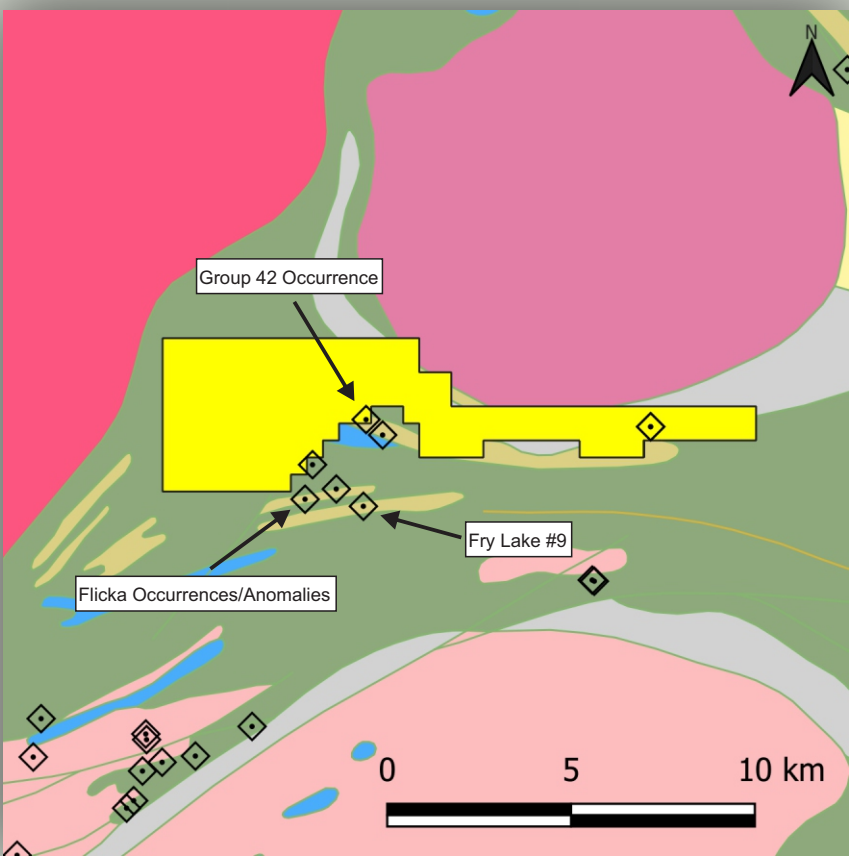 N
Group 42 Occurrence
Fry Lake #9
Flicka Occurrences/Anomalies
0 5 10 km